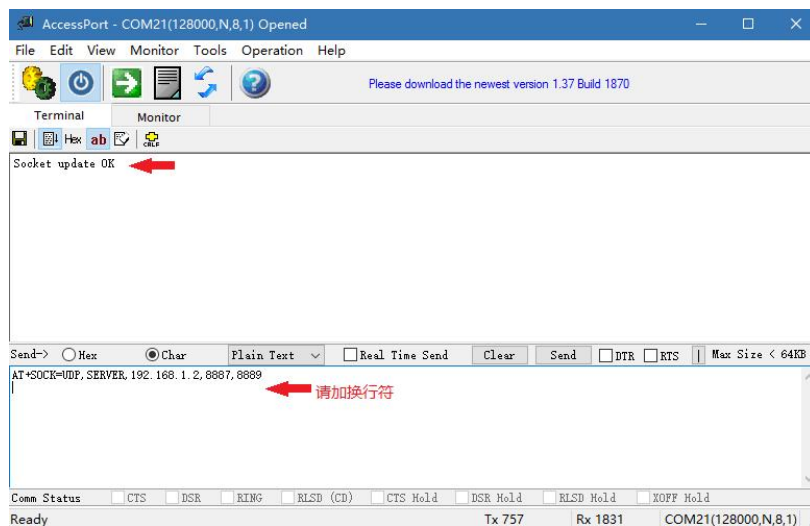 AccessPort - COM21(128000,N,8,1) Opened
File Edit View Monitor Tools Operation Help
Please download the newest version 1.37 Build 1870
Terminal Monitor
Hex ab CRLF
Socket update OK
Send-> Hex Char Plain Text Real Time Send Clear Send DTR RTS Max Size < 64KB
AT+SOCK=UDP,SERVER,192.168.1.2,8887,8889
请加换行符
Comm Status CTS DSR RING RLSD (CD) CTS Hold DSR Hold RLSD Hold XOFF Hold
Ready Tx 757 Rx 1831 COM21(128000,N,8,1)